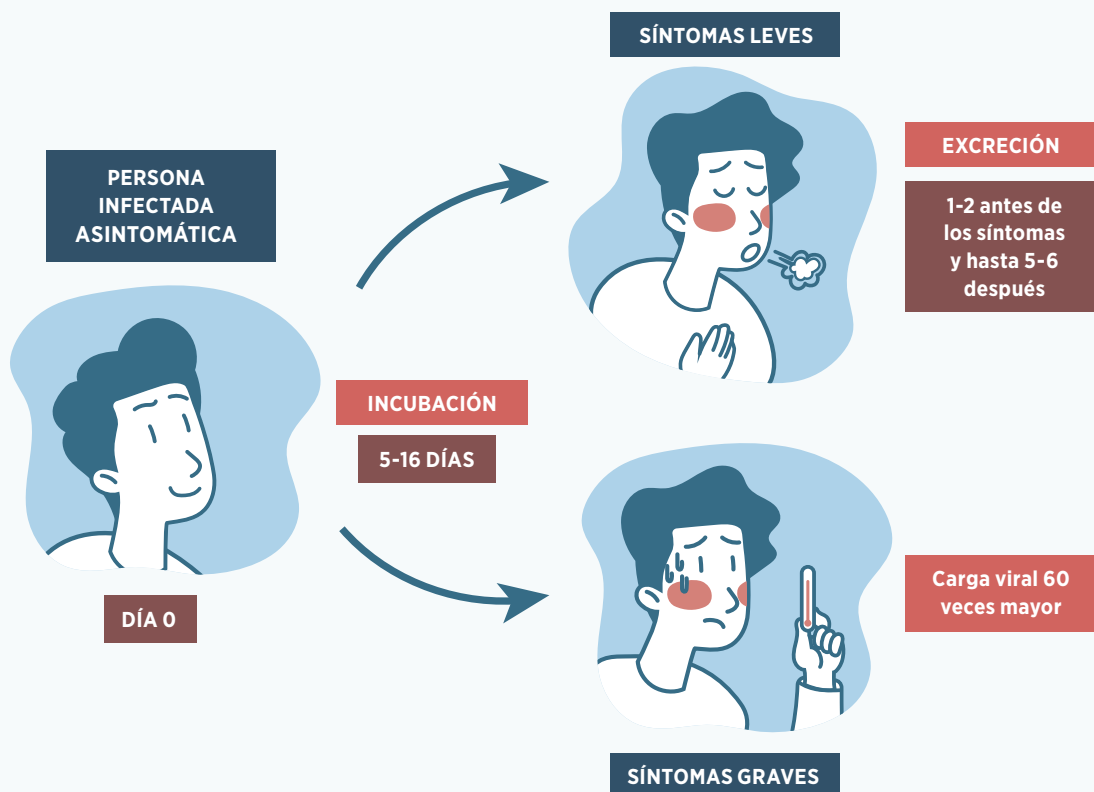 PERSONA
INFECTADA
ASINTOMÁTICA
DÍA 0
INCUBACIÓN
5-16 DÍAS
SÍNTOMAS LEVES
EXCRECIÓN
1-2 antes de
los síntomas
y hasta 5-6
después
Carga viral 60
veces mayor
SÍNTOMAS GRAVES